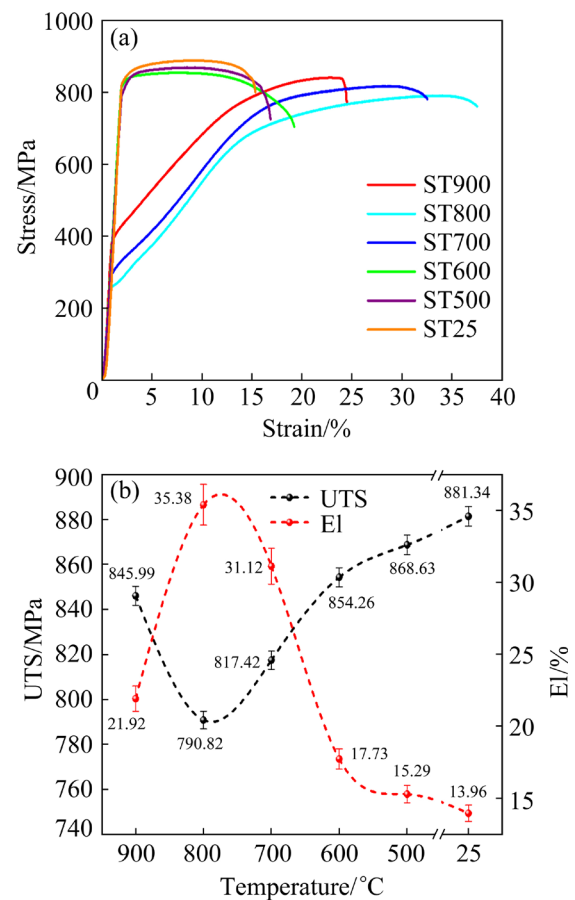 (a)
1000
800
600
400
200
0
Stress/MPa
ST900
ST800
ST700
ST600
ST500
ST25
5 10 15 20 25 30 35 40
Strain/%
(b)
900
880
860
840
820
800
780
760
740
UTS/MPa
UTS
El
35.38
881.34
845.99
31.12
868.63
854.26
817.42
21.92
790.82
17.73
15.29
13.96
35
30
25
20
15
El/%
900 800 700 600 500 25
Temperature/°C